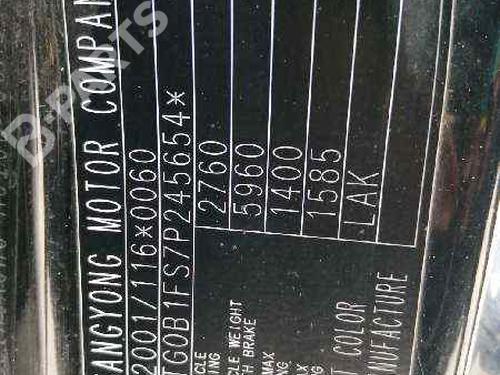 ANGYONG MOTOR COMPAN
2001/116*0060
TG0B1FS7P245654*
CLE 2760
CLE WEIGHT
H BRAKE 5960
MAX 1400
1585
T COLOR LAK
NUFACTURE
B-PARTS